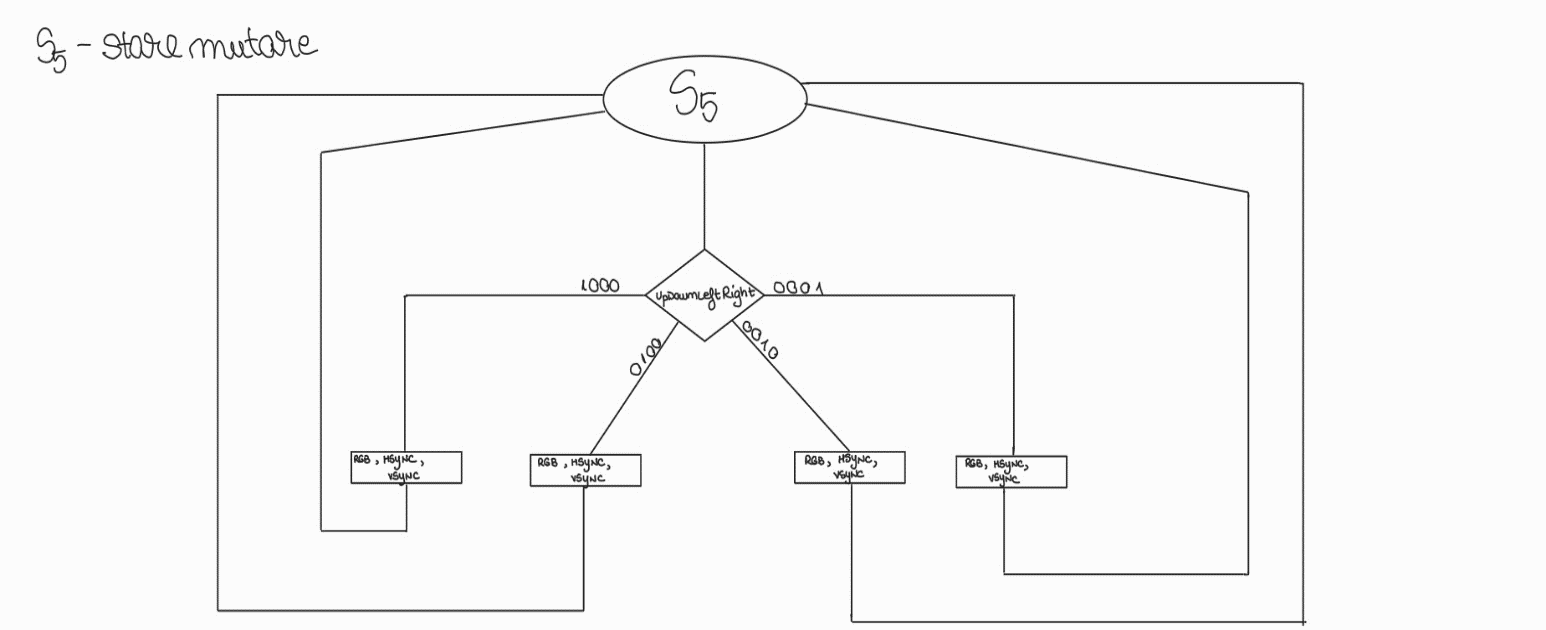 S5 - stare mutare
S5
1000
UpDownLeftRight
0001
0100
0010
RGB, HSYNC,
VSYNC
RGB, HSYNC,
VSYNC
RGB, HSYNC,
VSYNC
RGB, HSYNC,
VSYNC